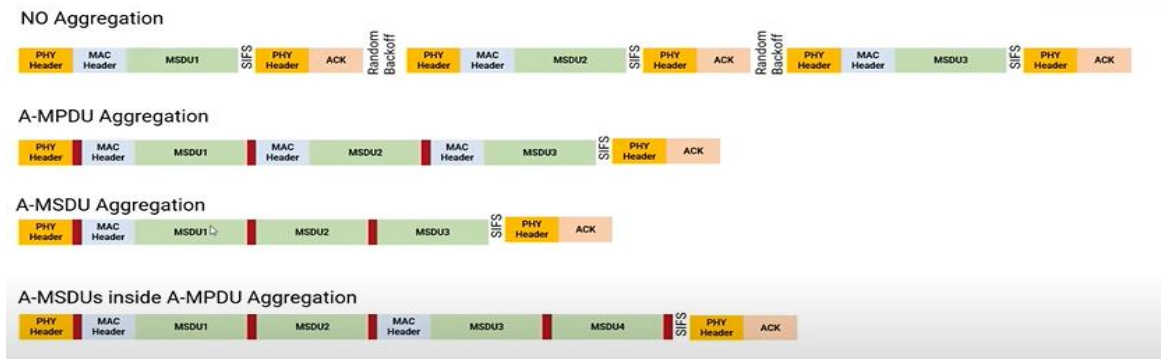 NO Aggregation
PHY Header MAC Header MSDU1 SIFS PHY Header ACK Random Backoff PHY Header MAC Header MSDU2 SIFS PHY Header ACK Random Backoff PHY Header MAC Header MSDU3 SIFS PHY Header ACK
A-MPDU Aggregation
PHY Header MAC Header MSDU1 MAC Header MSDU2 MAC Header MSDU3 SIFS PHY Header ACK
A-MSDU Aggregation
PHY Header MAC Header MSDU1 MSDU2 MSDU3 SIFS PHY Header ACK
A-MSDUs inside A-MPDU Aggregation
PHY Header MAC Header MSDU1 MSDU2 MAC Header MSDU3 MSDU4 SIFS PHY Header ACK